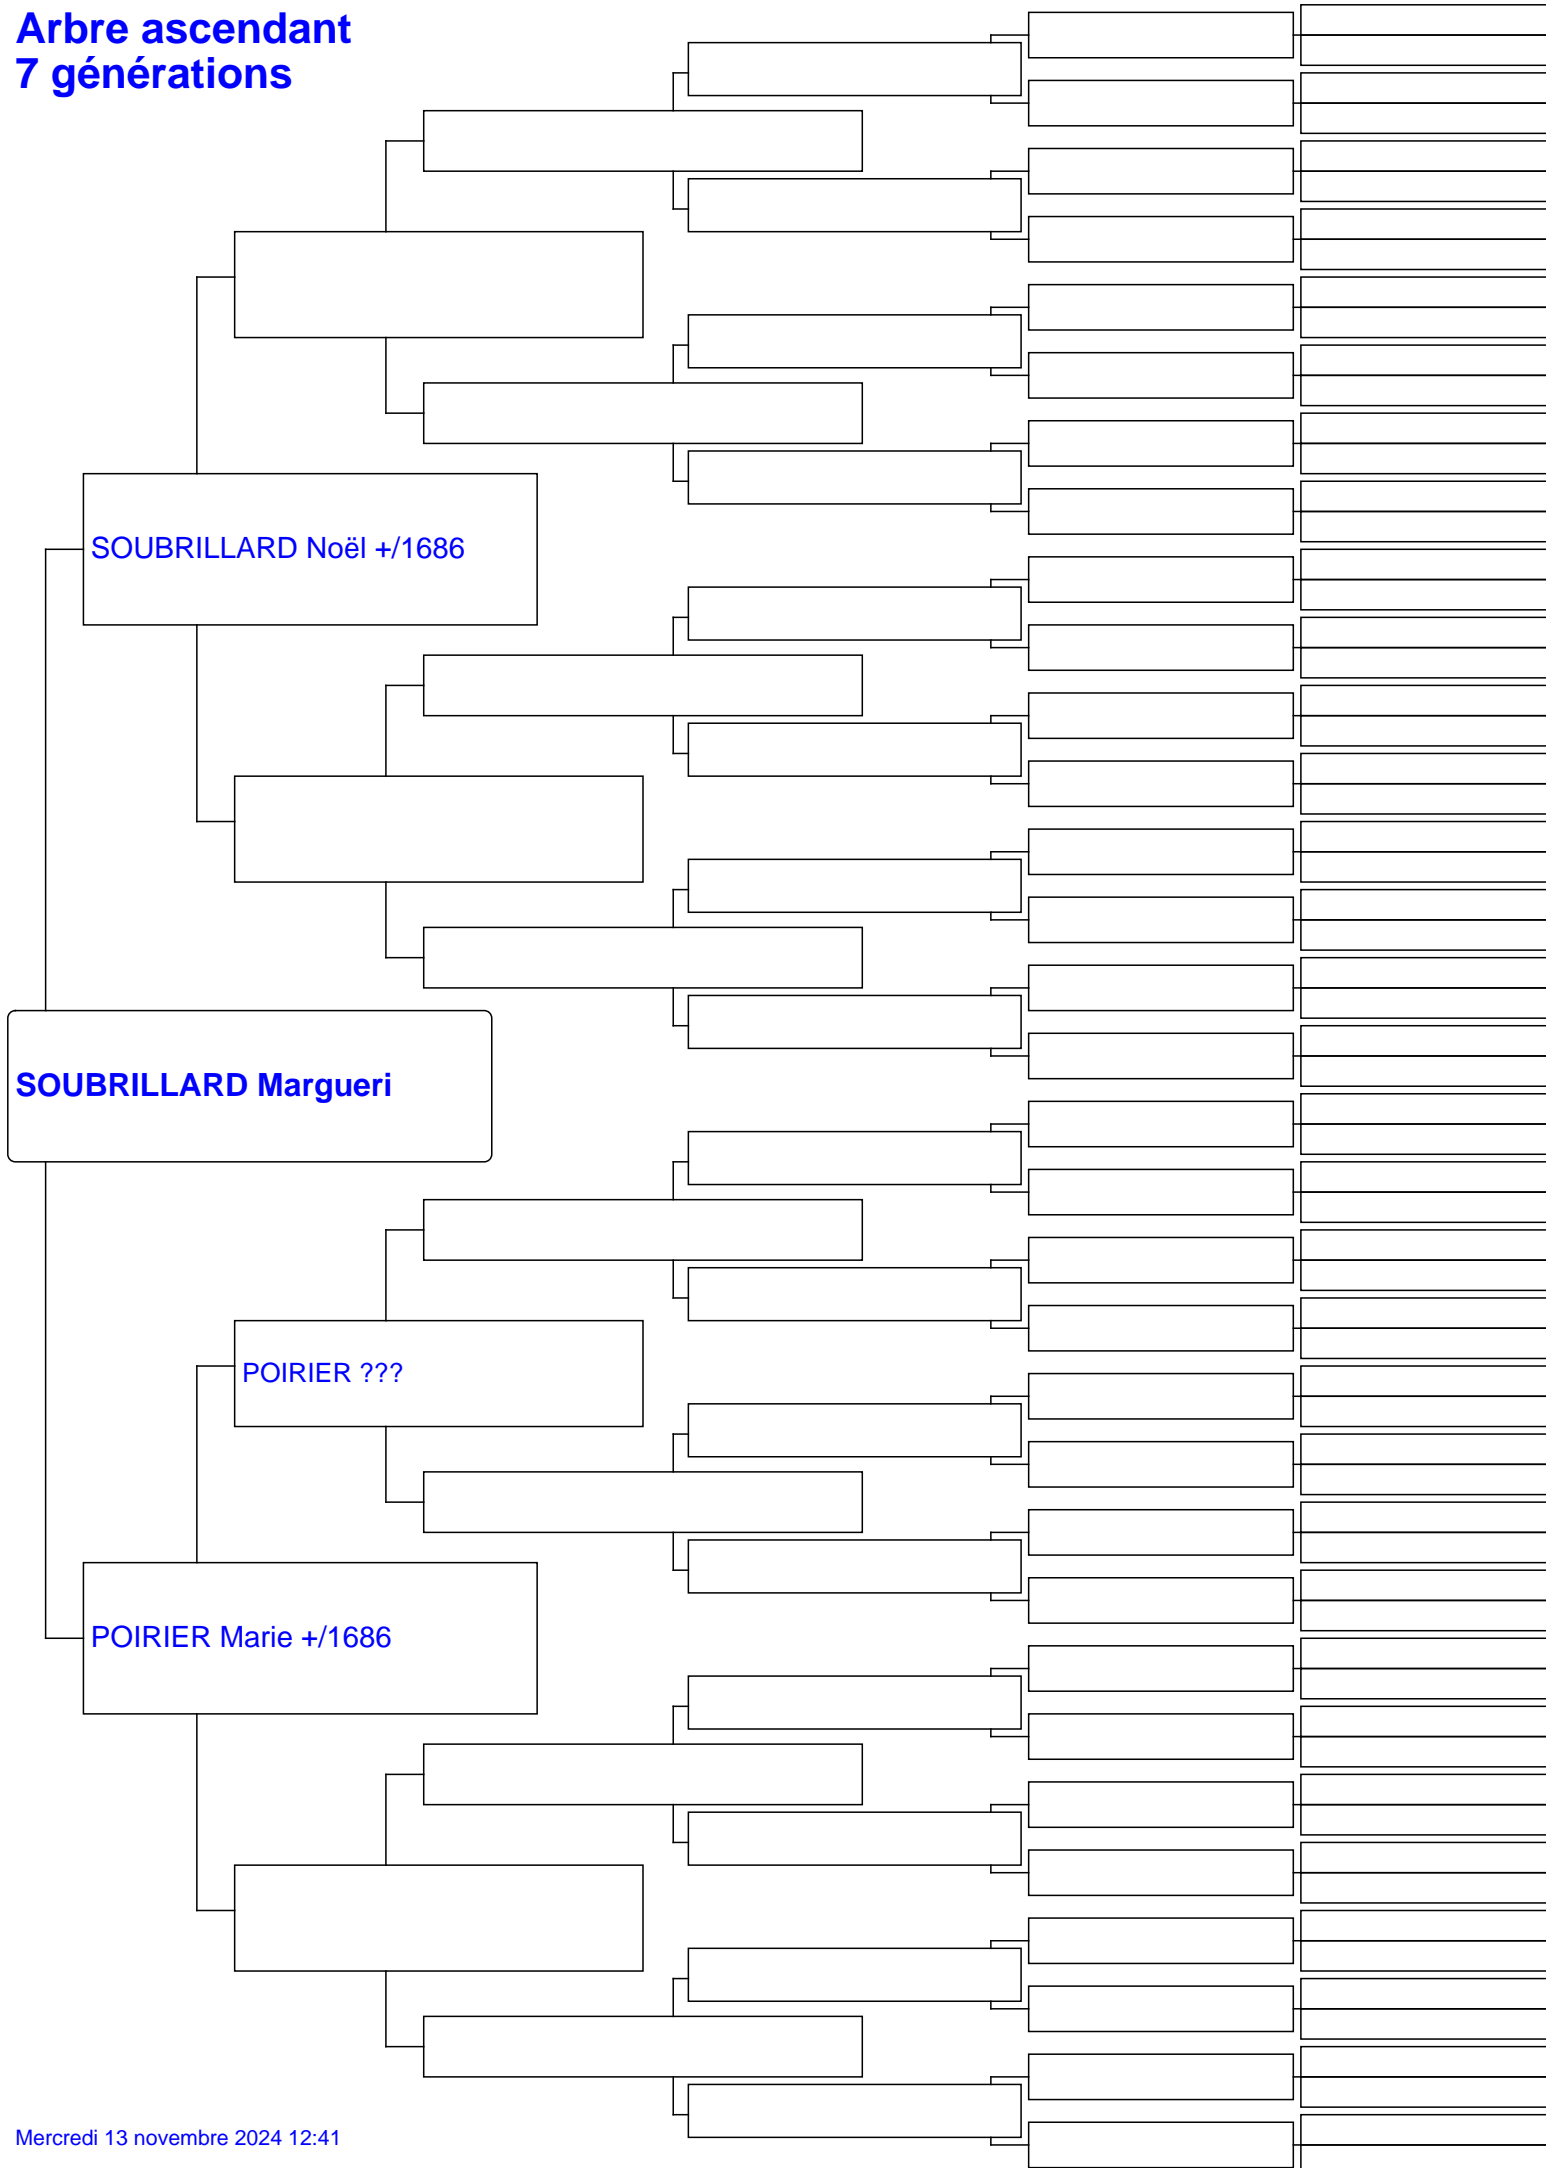 Arbre ascendant
7 générations
SOUBRILLARD Noël +/1686
SOUBRILLARD Margueri
POIRIER ???
POIRIER Marie +/1686
Mercredi 13 novembre 2024 12:41